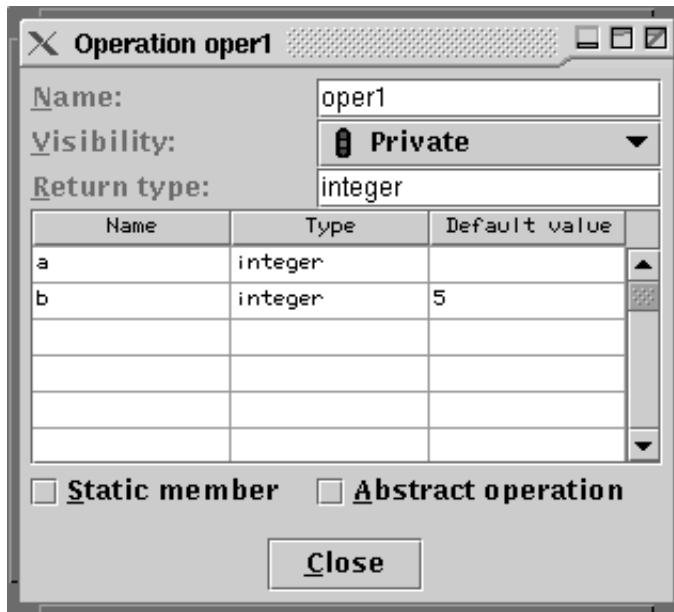 Operation oper1
Name: oper1
Visibility: Private
Return type: integer
Name Type Default value
a integer
b integer 5
Static member Abstract operation
Close